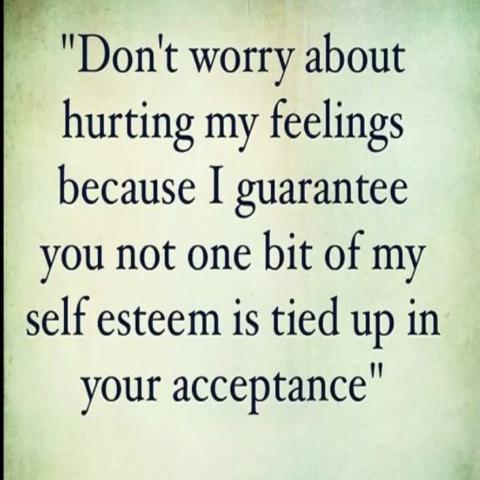 "Don't worry about
hurting my feelings
because I guarantee
you not one bit of my
self esteem is tied up in
your acceptance"